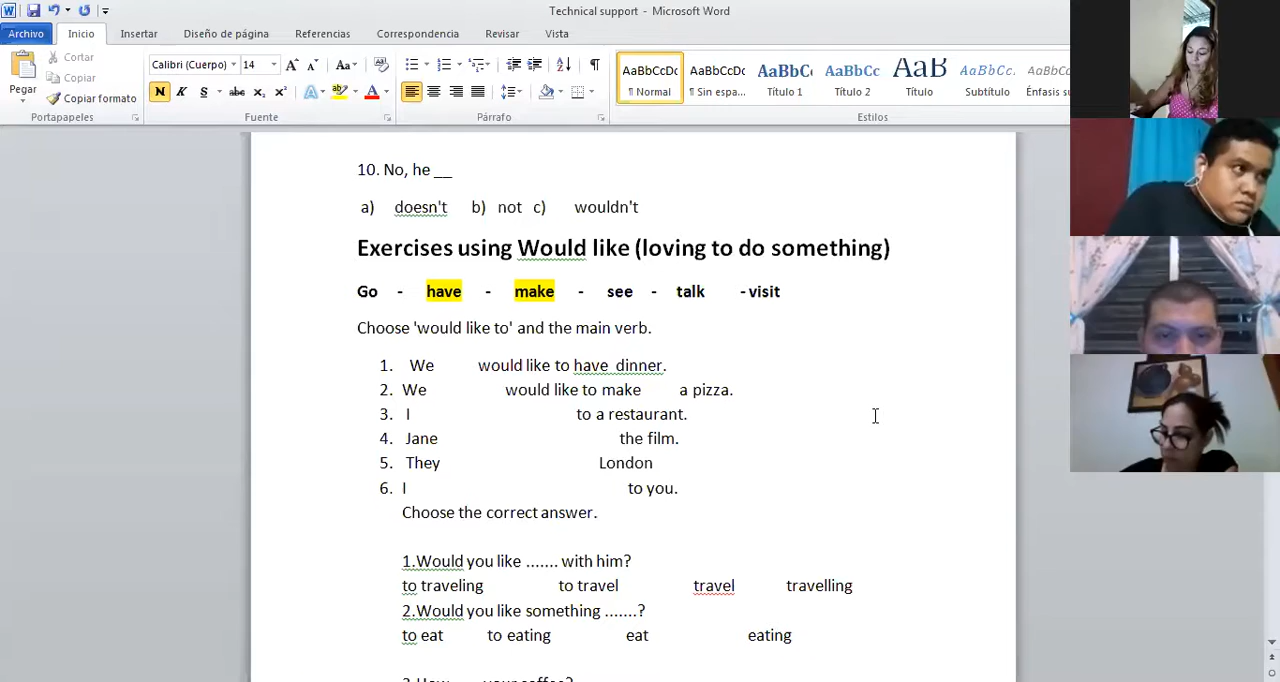 Technical support - Microsoft Word
Archivo Inicio Insertar Diseño de página Referencias Correspondencia Revisar Vista
Cortar
Copiar
Copiar formato
Pegar
Portapapeles
Calibri (Cuerpo) 14
Fuente
Párrafo
AaBbCcDc AaBbCcDc AaBbC AaBbCc AaB AaBbCc. AaBbCcD
¶ Normal ¶ Sin espa... Título 1 Título 2 Título Subtítulo Énfasis
Estilos
10. No, he __
a) doesn't b) not c) wouldn't
Exercises using Would like (loving to do something)
Go - have - make - see - talk - visit
Choose 'would like to' and the main verb.
1. We would like to have dinner.
2. We would like to make a pizza.
3. I to a restaurant.
4. Jane the film.
5. They London
6. I to you.
Choose the correct answer.
1.Would you like ....... with him?
to traveling to travel travel travelling
2.Would you like something .......?
to eat to eating eat eating
your coffee?